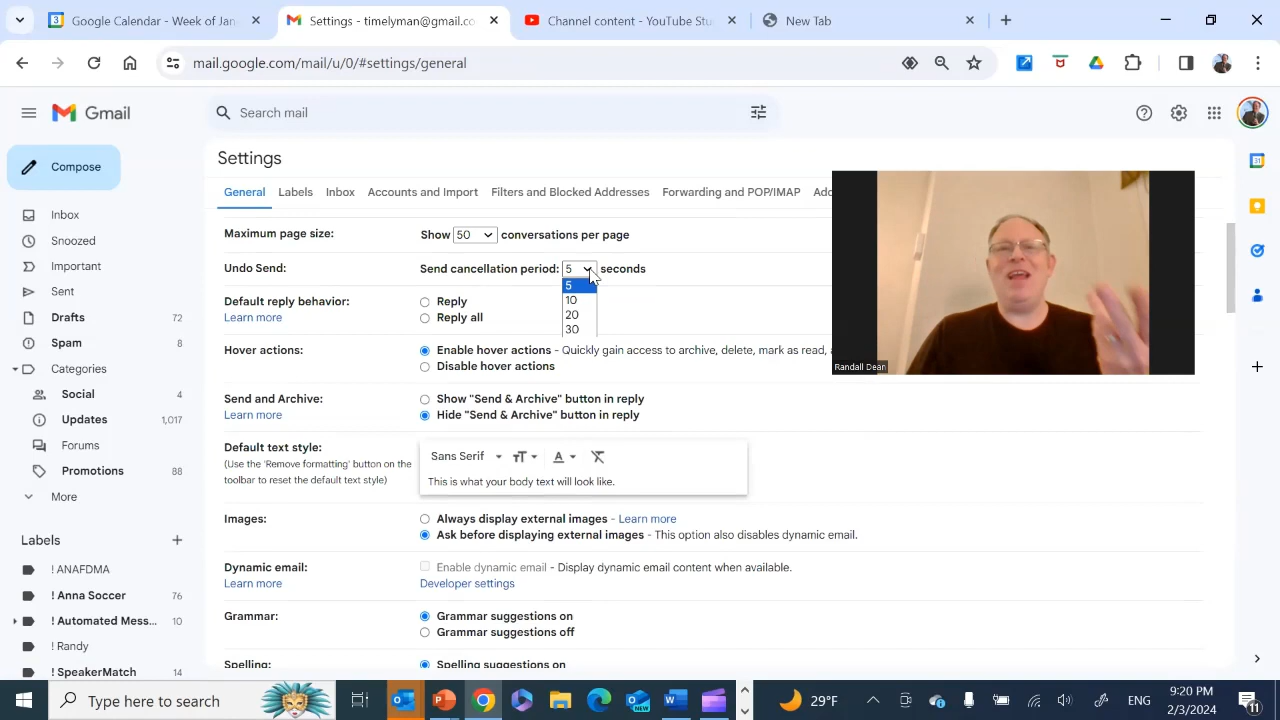 Google Calendar - Week of Jan
Settings - timelyman@gmail.co
Channel content - YouTube Stu
New Tab
mail.google.com/mail/u/0/#settings/general
Gmail
Search mail
Compose
Inbox
Snoozed
Important
Sent
Drafts 72
Spam 8
Categories
Social 4
Updates 1,017
Forums
Promotions 88
More
Labels
! ANAFDMA
! Anna Soccer 76
! Automated Mess... 10
! Randy
! SpeakerMatch 14
Settings
General Labels Inbox Accounts and Import Filters and Blocked Addresses Forwarding and POP/IMAP Add
Maximum page size: Show 50 conversations per page
Undo Send: Send cancellation period: 5 seconds
5
10
20
30
Default reply behavior: Reply
Learn more Reply all
Hover actions: Enable hover actions - Quickly gain access to archive, delete, mark as read, a
Disable hover actions
Send and Archive: Show "Send & Archive" button in reply
Learn more Hide "Send & Archive" button in reply
Default text style:
(Use the 'Remove formatting' button on the
toolbar to reset the default text style)
Sans Serif
This is what your body text will look like.
Images: Always display external images - Learn more
Ask before displaying external images - This option also disables dynamic email.
Dynamic email: Enable dynamic email - Display dynamic email content when available.
Learn more Developer settings
Grammar: Grammar suggestions on
Grammar suggestions off
Spelling: Spelling suggestions on
Randall Dean
Type here to search
NEW
29°F
ENG
9:20 PM
2/3/2024
11